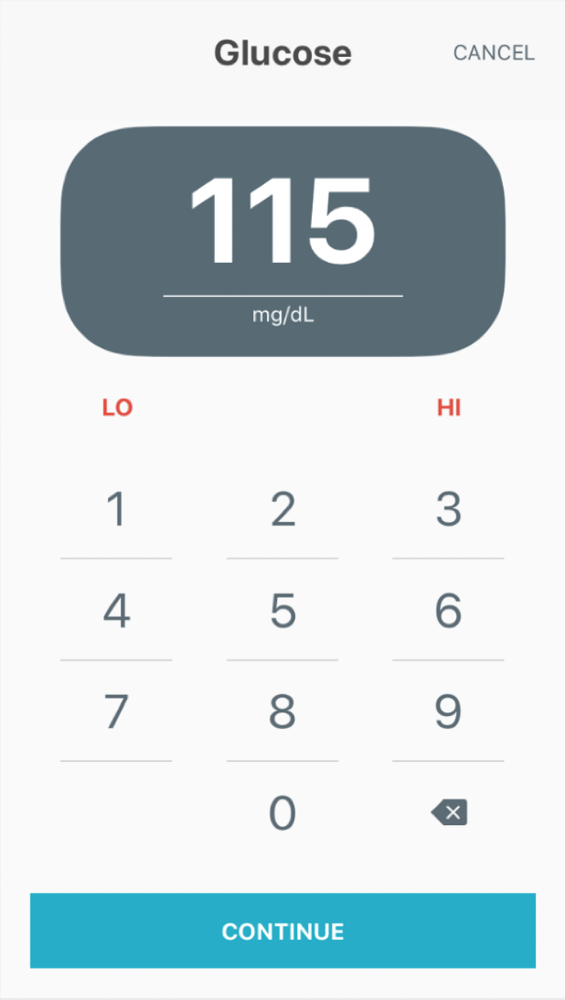 Glucose
CANCEL
115
mg/dL
LO
HI
1 2 3
4 5 6
7 8 9
0
CONTINUE